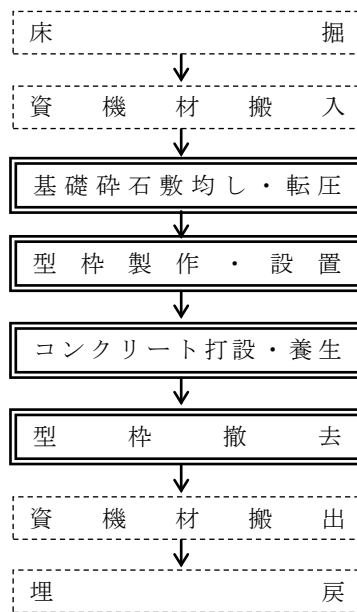 床掘
資機材搬入
基礎砕石敷均し・転圧
型枠製作・設置
コンクリート打設・養生
型枠撤去
資機材搬出
埋戻